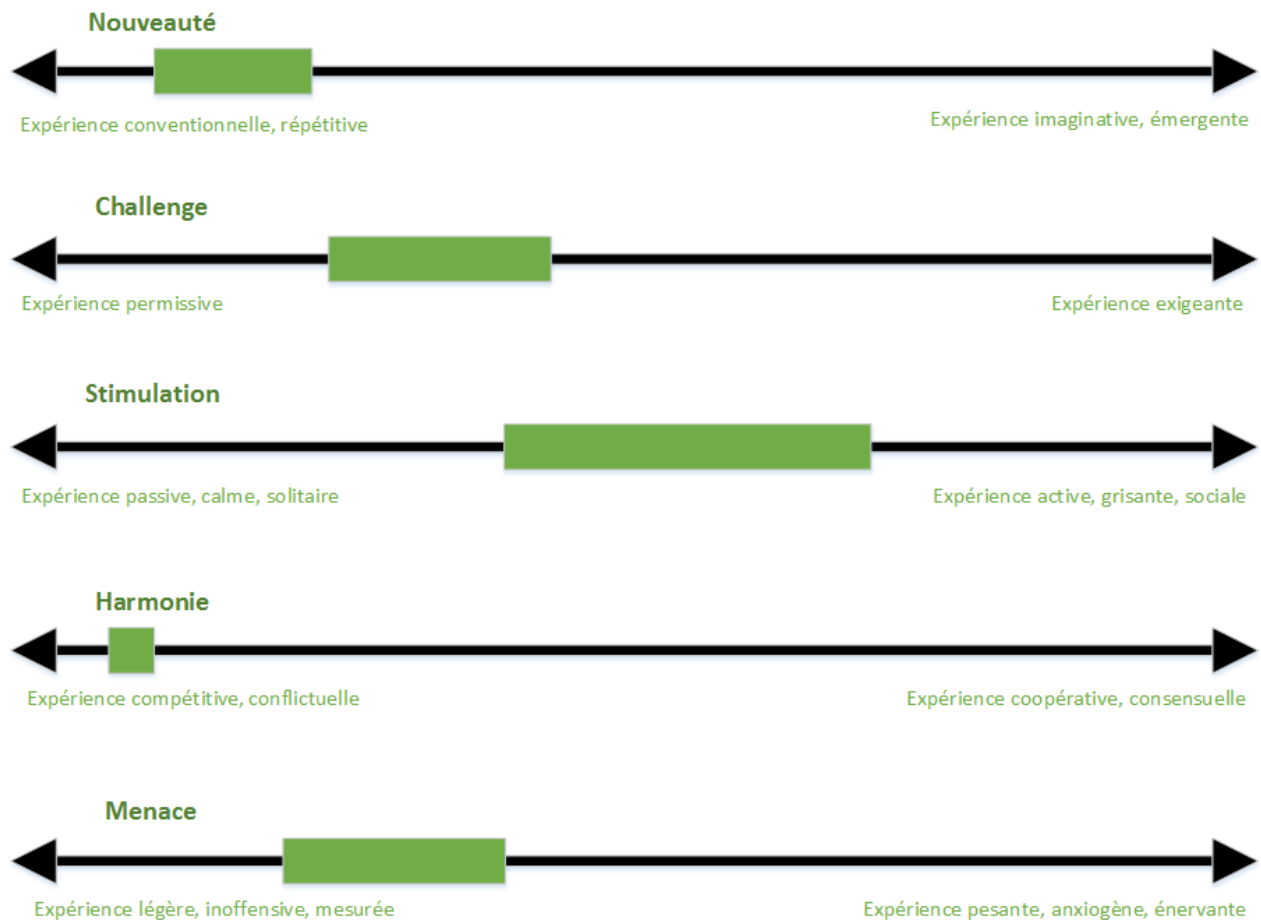 Nouveauté
Expérience conventionnelle, répétitive
Expérience imaginative, émergente
Challenge
Expérience permissive
Expérience exigeante
Stimulation
Expérience passive, calme, solitaire
Expérience active, grisante, sociale
Harmonie
Expérience compétitive, conflictuelle
Expérience coopérative, consensuelle
Menace
Expérience légère, inoffensive, mesurée
Expérience pesante, anxiogène, énervante